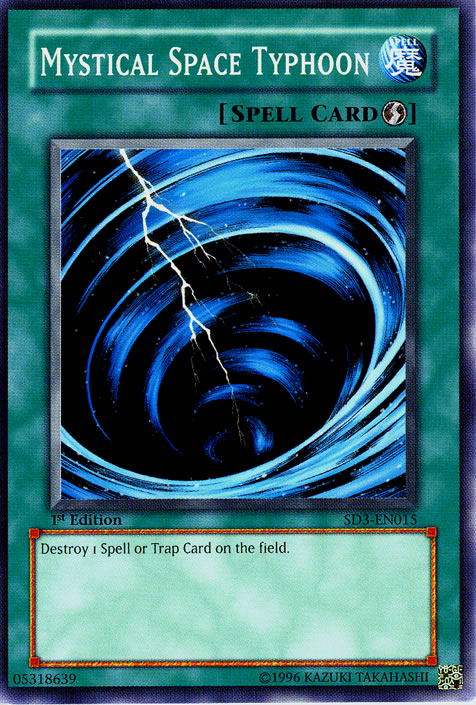 MYSTICAL SPACE TYPHOON
SPELL
魔
[SPELL CARD]
1st Edition
SD3-EN015
Destroy 1 Spell or Trap Card on the field.
05318639
©1996 KAZUKI TAKAHASHI